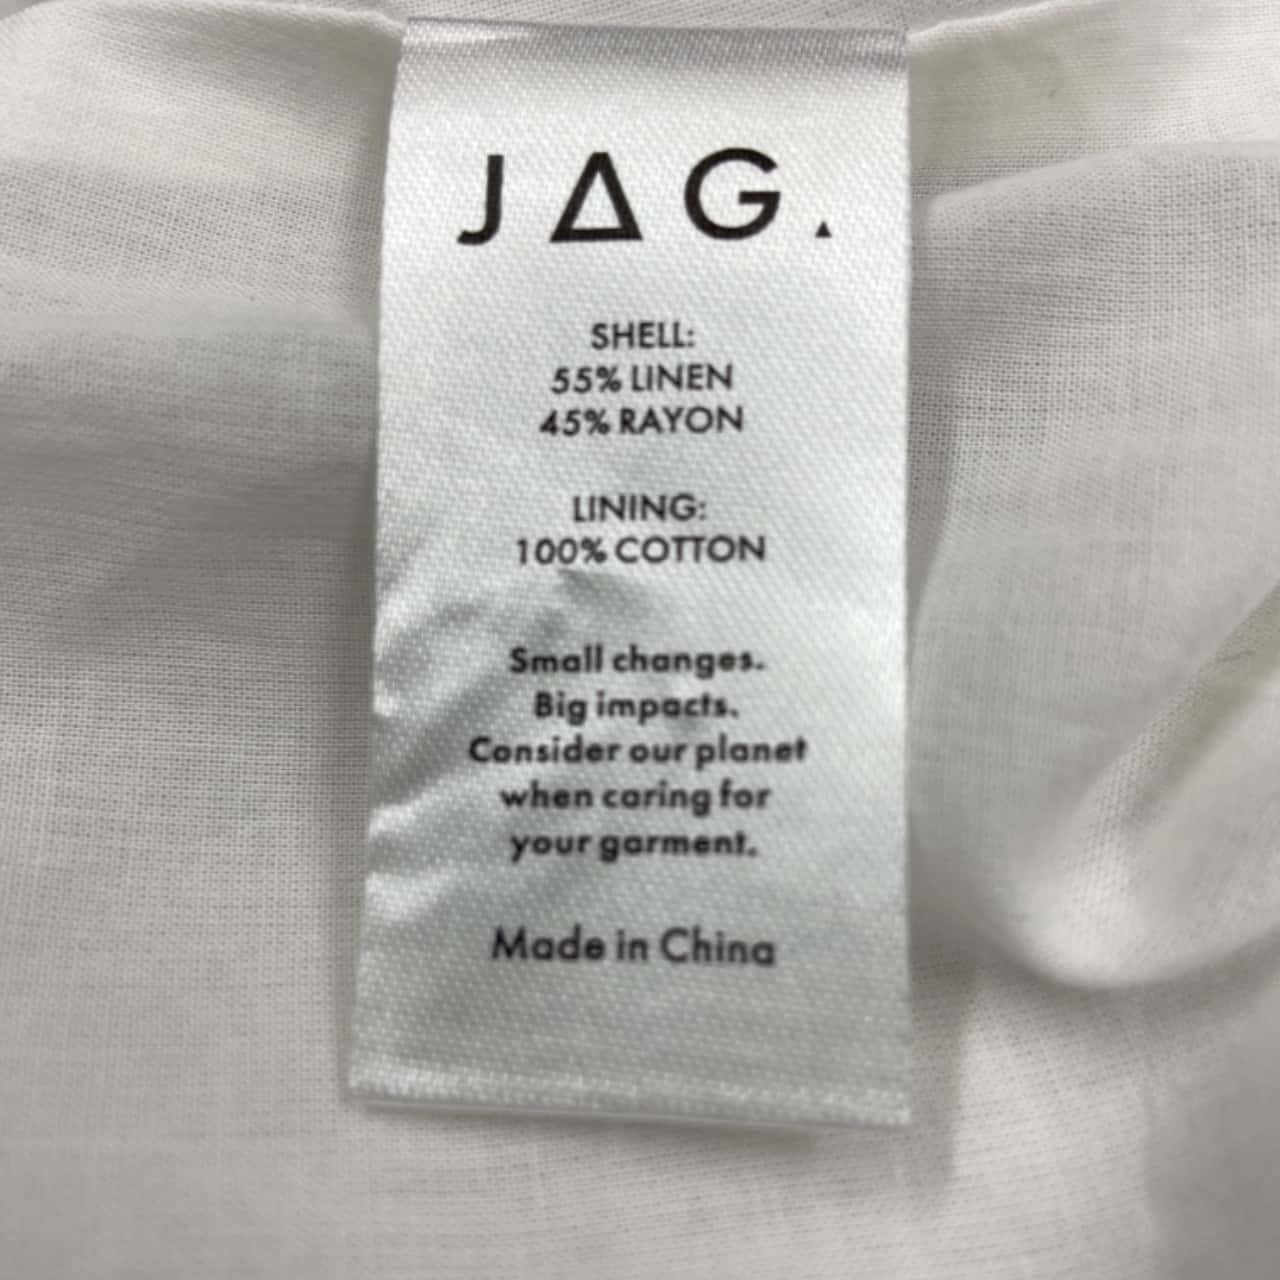 JAG.
SHELL:
55% LINEN
45% RAYON
LINING:
100% COTTON
Small changes.
Big impacts.
Consider our planet
when caring for
your garment.
Made in China